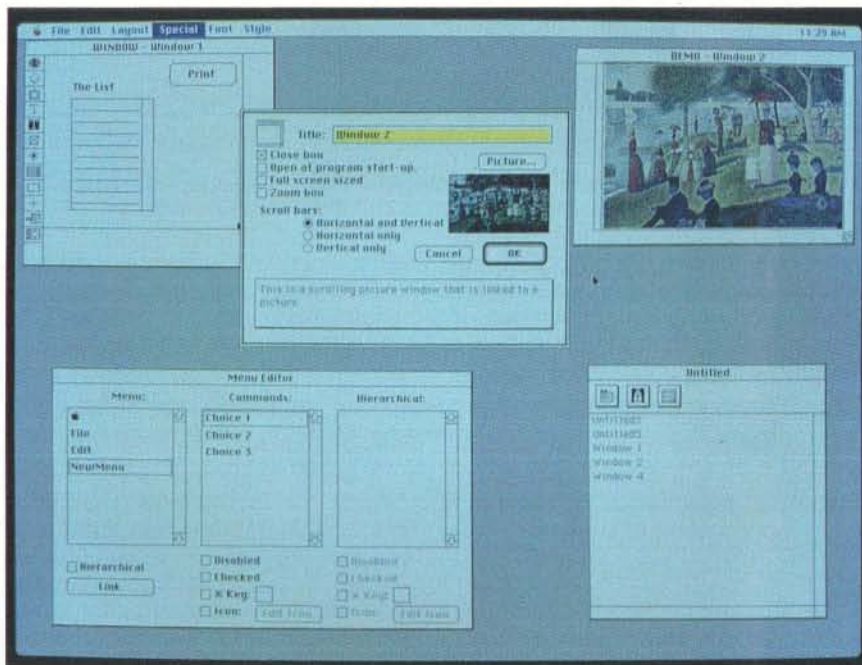 File Edit Layout Special Font Style
11:29 AM
WINDOW - Window 1
Print
The List
Title: Window 2
Close box
Open at program start-up.
Full screen sized
Zoom box
Picture...
Scroll bars:
Horizontal and Vertical
Horizontal only
Vertical only
Cancel
OK
This is a scrolling picture window that is linked to a
picture.
DEMO - Window 2
Menu Editor
Menu:
Commands:
Hierarchical:
File
Edit
NewMenu
Choice 1
Choice 2
Choice 3
Hierarchical
Link
Disabled
Checked
⌘ Key:
Icon:
Edit Icon
Disabled
Checked
⌘ Key:
Icon:
Edit Icon
Untitled
Window 1
Window 2
Window 4